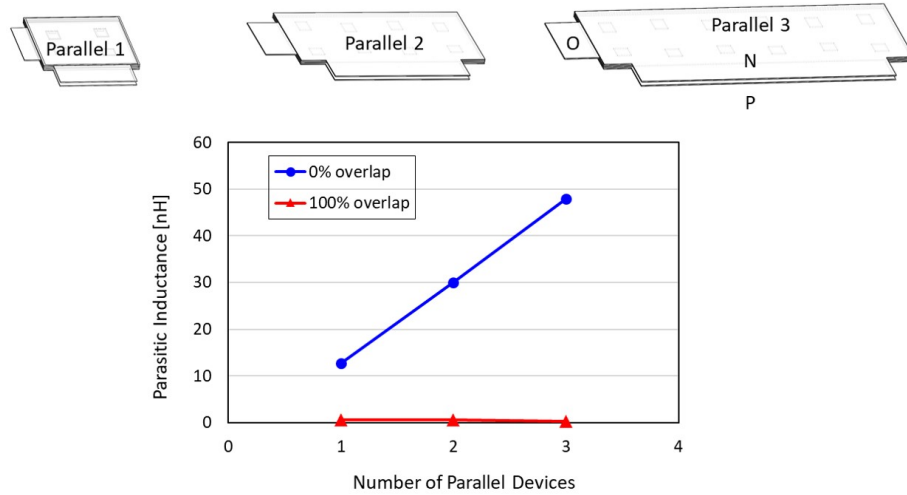 Parallel 1
Parallel 2
Parallel 3
O
N
P
60
50
40
30
20
10
0
0% overlap
100% overlap
Parasitic Inductance [nH]
0 1 2 3 4
Number of Parallel Devices